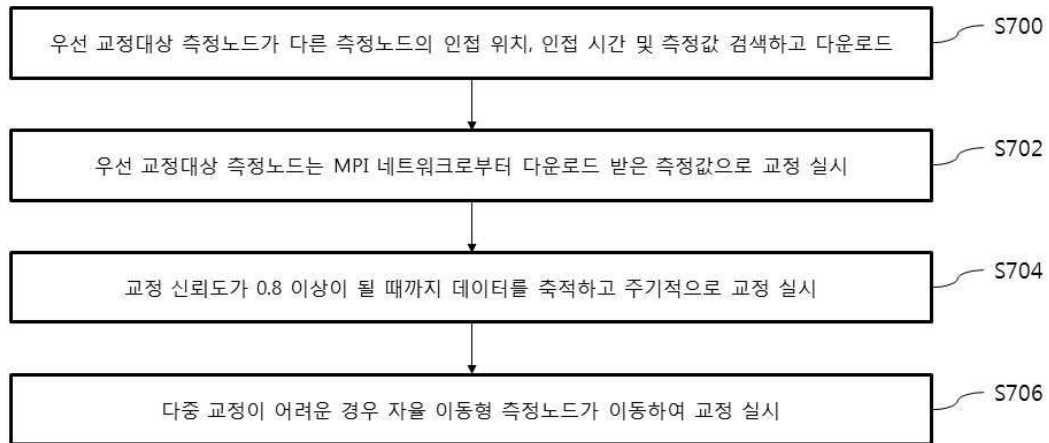 우선 교정대상 측정노드가 다른 측정노드의 인접 위치, 인접 시간 및 측정값 검색하고 다운로드
S700
우선 교정대상 측정노드는 MPI 네트워크로부터 다운로드 받은 측정값으로 교정 실시
S702
교정 신뢰도가 0.8 이상이 될 때까지 데이터를 축적하고 주기적으로 교정 실시
S704
다중 교정이 어려운 경우 자율 이동형 측정노드가 이동하여 교정 실시
S706